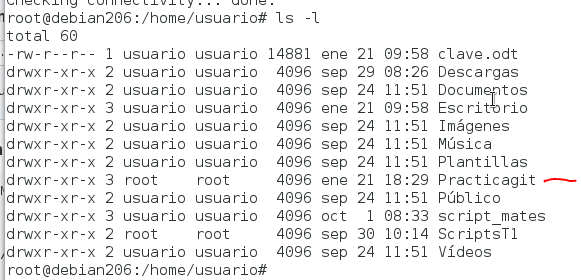 Checking connectivity... done.
root@debian206:/home/usuario# ls -l
total 60
-rw-r--r-- 1 usuario usuario 14881 ene 21 09:58 clave.odt
drwxr-xr-x 2 usuario usuario  4096 sep 29 08:26 Descargas
drwxr-xr-x 2 usuario usuario  4096 sep 24 11:51 Documentos
drwxr-xr-x 3 usuario usuario  4096 ene 21 09:58 Escritorio
drwxr-xr-x 2 usuario usuario  4096 sep 24 11:51 Imágenes
drwxr-xr-x 2 usuario usuario  4096 sep 24 11:51 Música
drwxr-xr-x 2 usuario usuario  4096 sep 24 11:51 Plantillas
drwxr-xr-x 3 root    root     4096 ene 21 18:29 Practicagit
drwxr-xr-x 2 usuario usuario  4096 sep 24 11:51 Público
drwxr-xr-x 3 usuario usuario  4096 oct  1 08:33 script_mates
drwxr-xr-x 2 root    root     4096 sep 30 10:14 ScriptsT1
drwxr-xr-x 2 usuario usuario  4096 sep 24 11:51 Vídeos
root@debian206:/home/usuario#